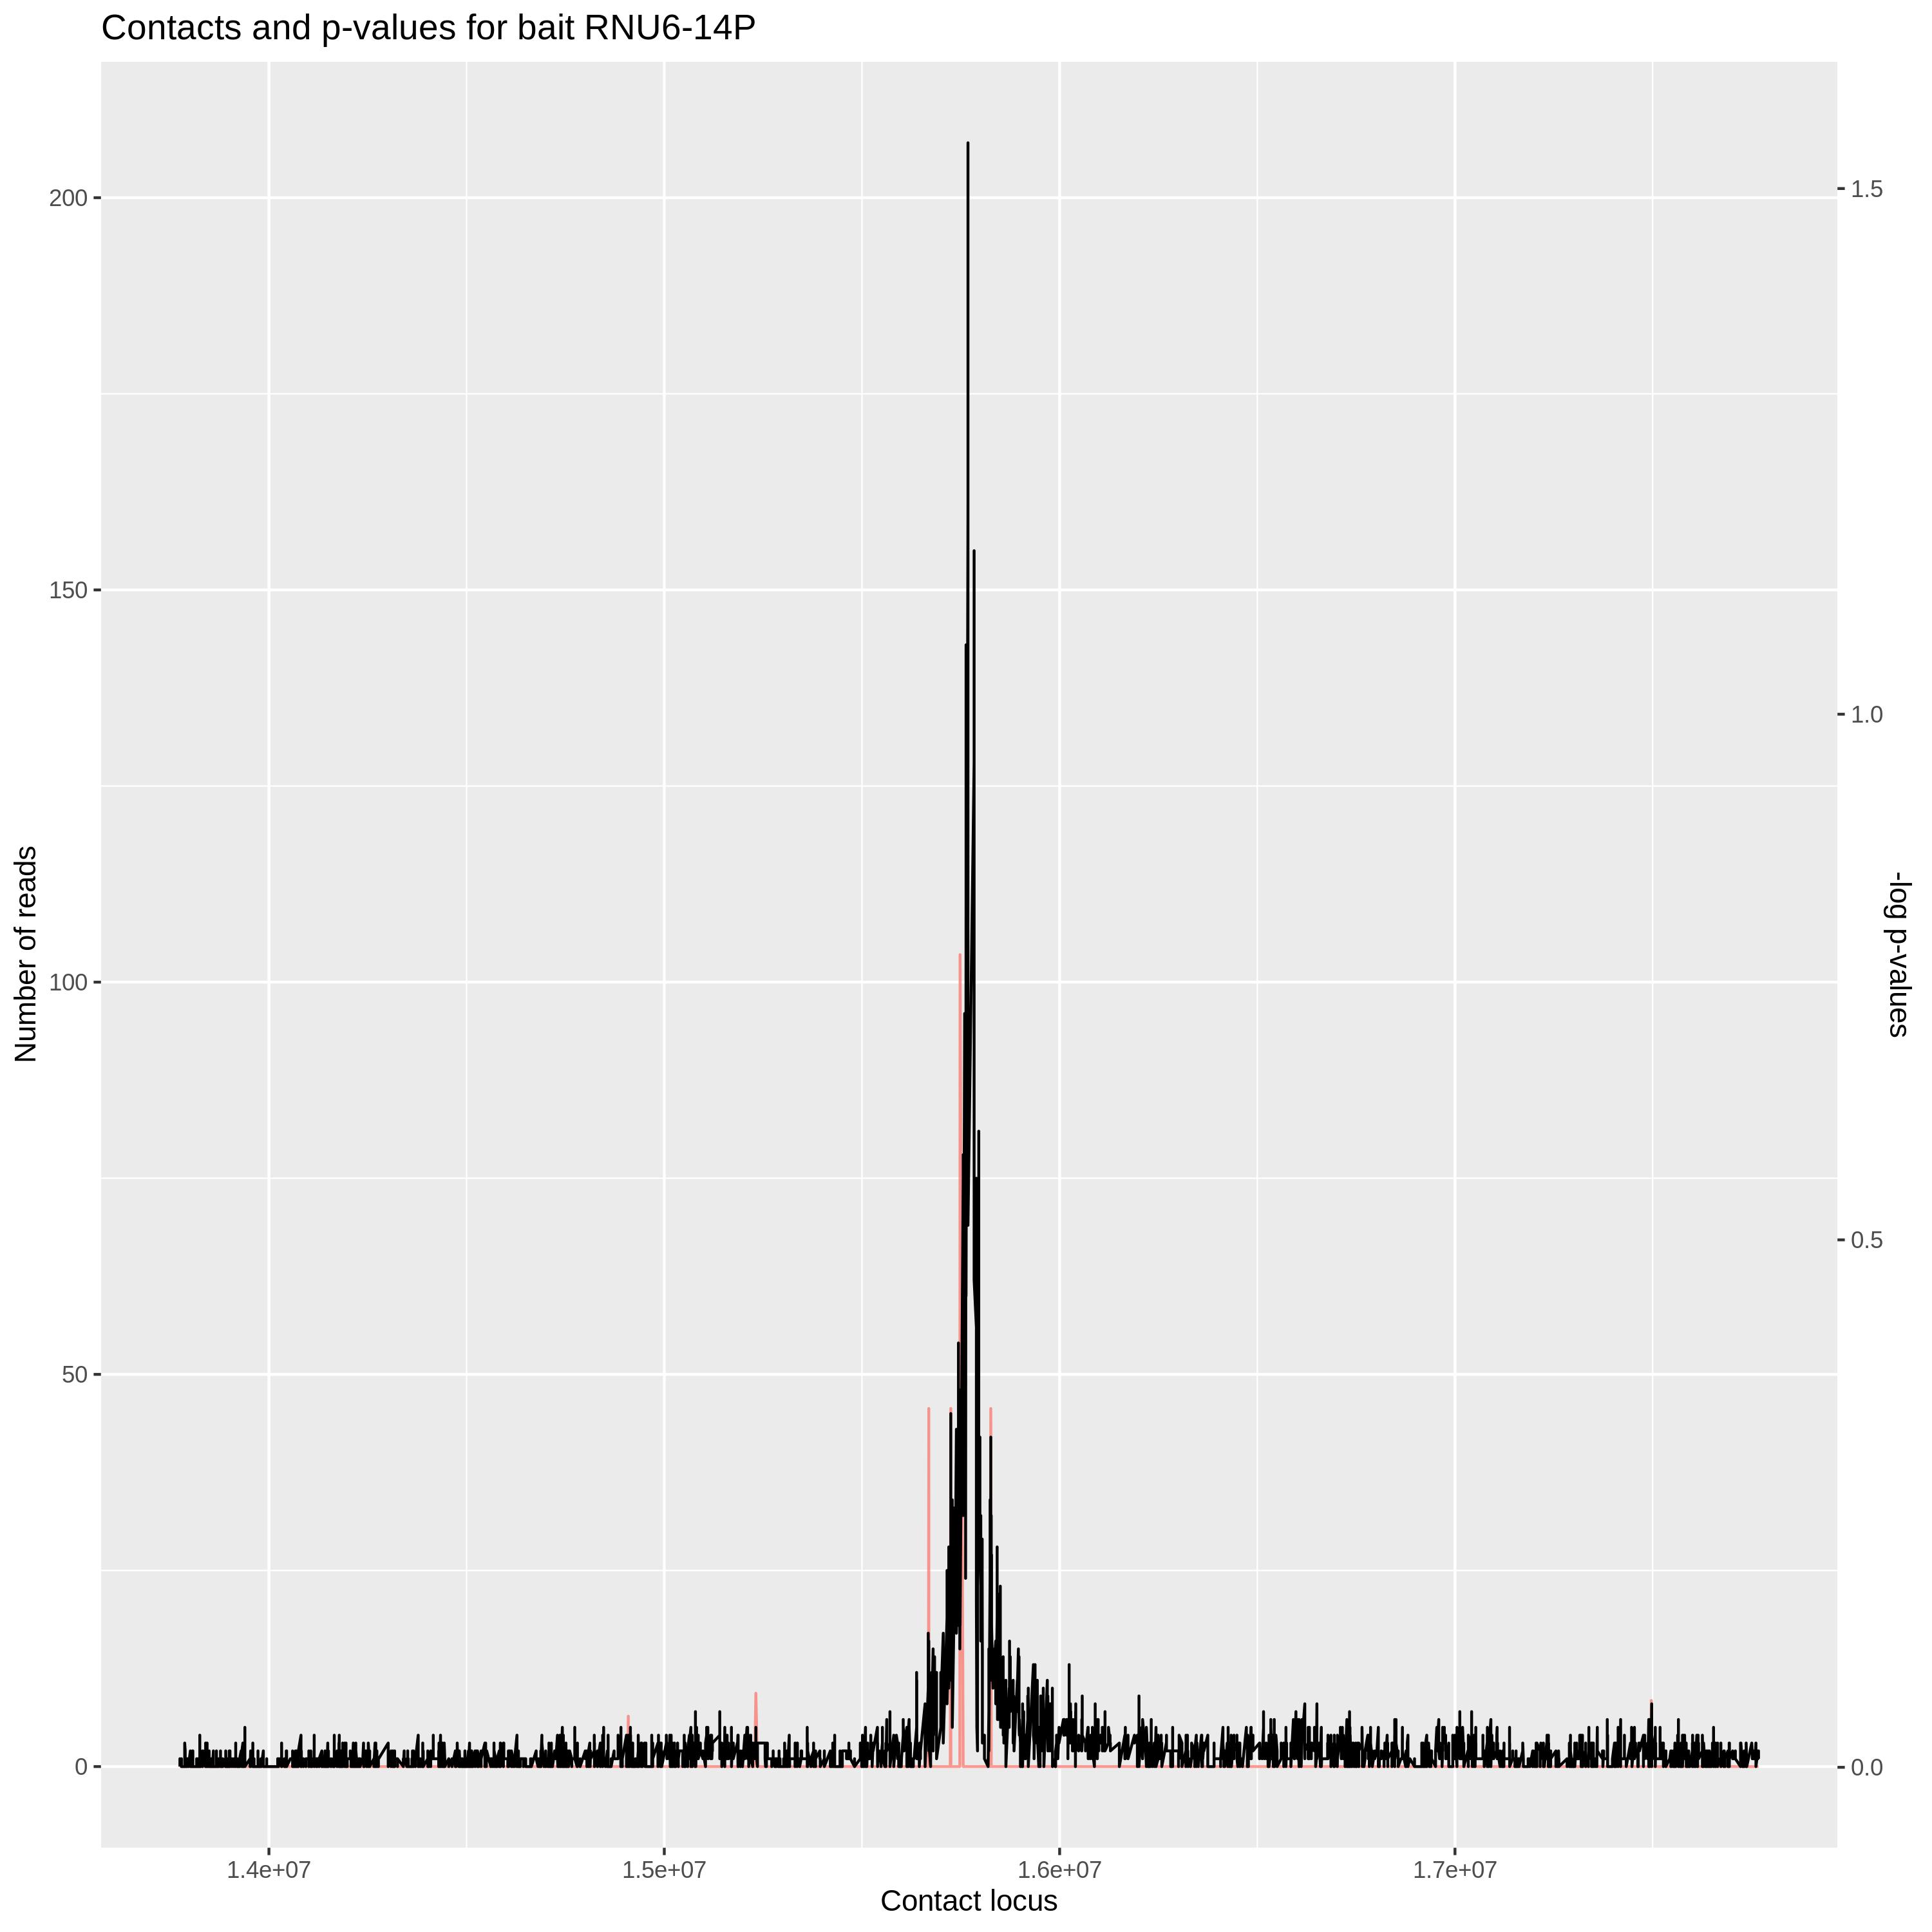 Contacts and p-values for bait RNU6-14P
200
150
100
50
0
Number of reads
1.5
1.0
0.5
0.0
-log p-values
1.4e+07 1.5e+07 1.6e+07 1.7e+07
Contact locus